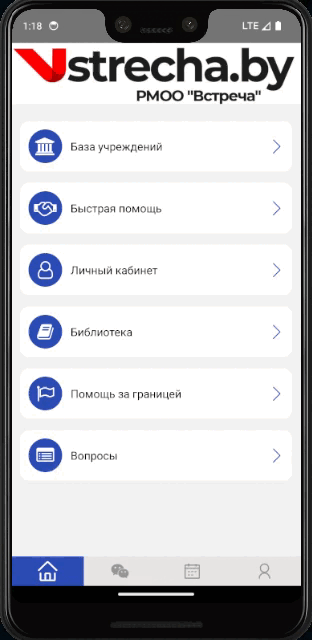 1:18
LTE
Vstrecha.by
РМОО "Встреча"
База учреждений
Быстрая помощь
Личный кабинет
Библиотека
Помощь за границей
Вопросы